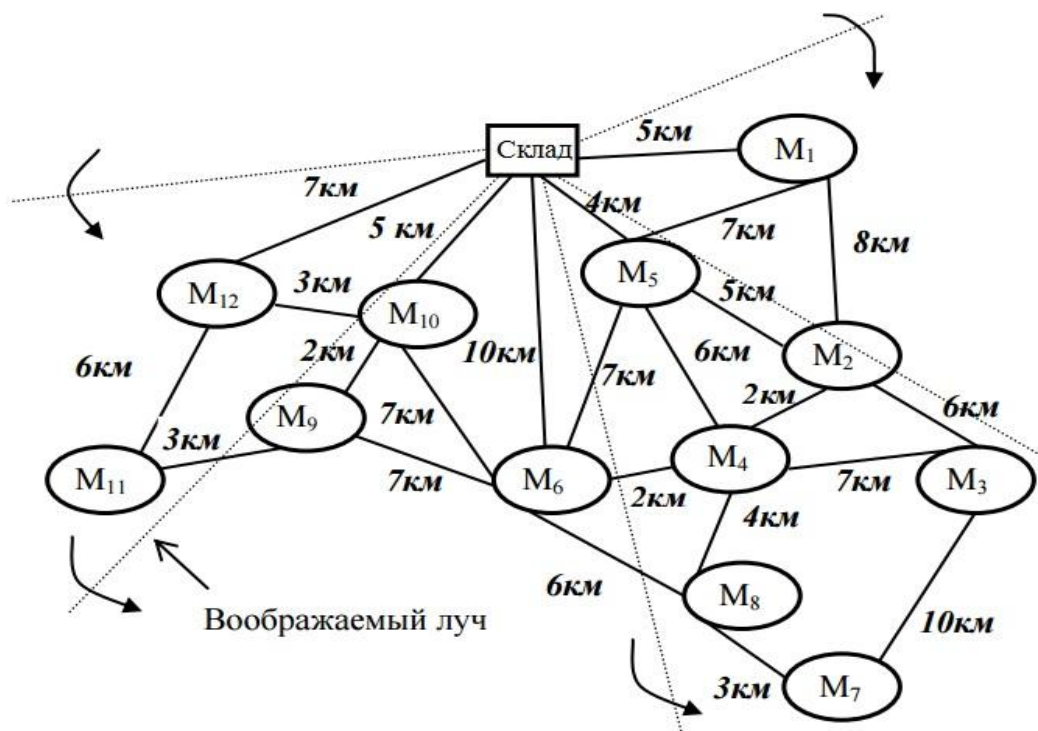 5км
Склад
M1
7км
4км
7км
5 км
8км
M5
M12
3км
5км
M10
2км
10км
6км
M2
6км
7км
2км
6км
M9
7км
3км
M4
M11
M6
7км
M3
7км
2км
4км
6км
M8
Воображаемый луч
10км
3км
M7